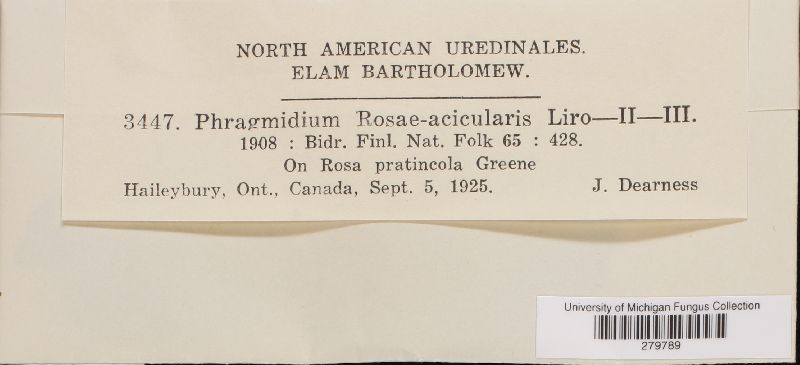 NORTH AMERICAN UREDINALES.
ELAM BARTHOLOMEW.
3447. Phragmidium Rosae-acicularis Liro—II—III.
1908 : Bidr. Finl. Nat. Folk 65 : 428.
On Rosa pratincola Greene
Haileybury, Ont., Canada, Sept. 5, 1925. J. Dearness
University of Michigan Fungus Collection
279789